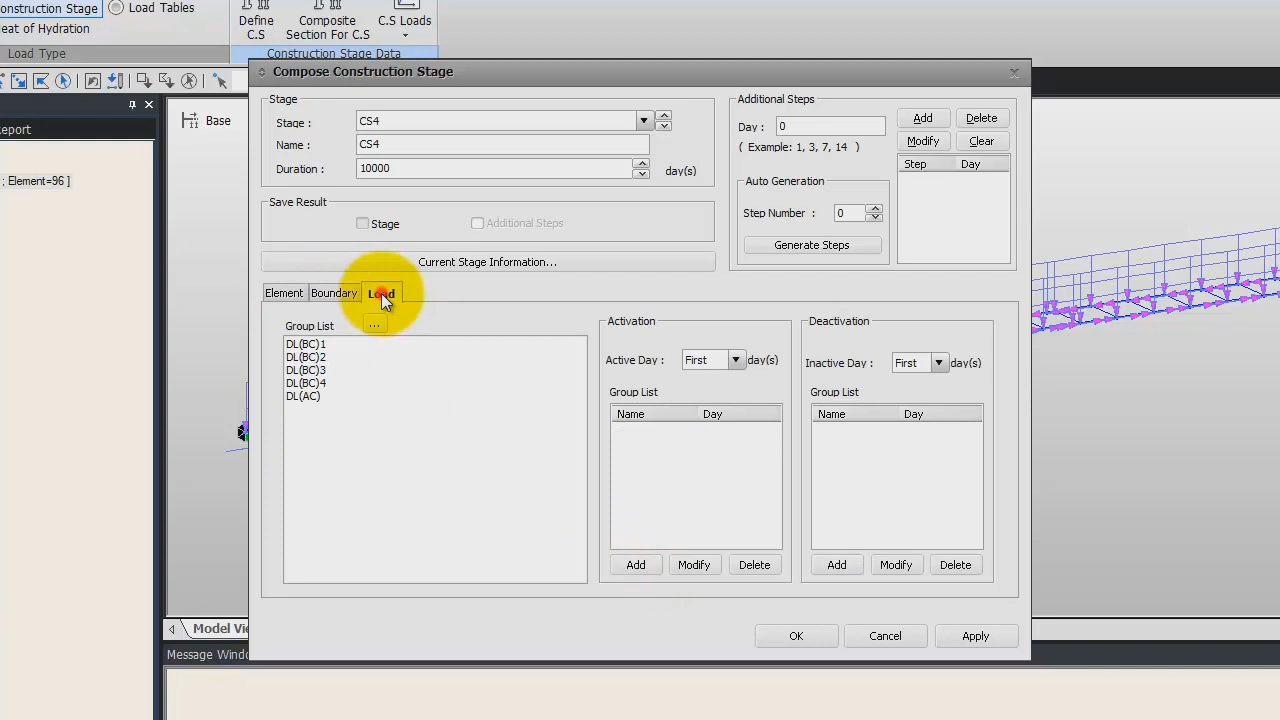 onstruction Stage
Load Tables
eat of Hydration
Load Type
Define
C.S
Composite
Section For C.S
C.S Loads
Construction Stage Data
eport
; Element=96 ]
Base
Compose Construction Stage
Stage
Stage :
CS4
Name :
CS4
Duration :
10000
day(s)
Save Result
Stage
Additional Steps
Current Stage Information...
Additional Steps
Day :
0
( Example: 1, 3, 7, 14 )
Add
Delete
Modify
Clear
Step
Day
Auto Generation
Step Number :
0
Generate Steps
Element
Boundary
Load
Group List
...
DL(BC)1
DL(BC)2
DL(BC)3
DL(BC)4
DL(AC)
Activation
Active Day :
First
day(s)
Group List
Name
Day
Add
Modify
Delete
Deactivation
Inactive Day :
First
day(s)
Group List
Name
Day
Add
Modify
Delete
OK
Cancel
Apply
Model Vie
Message Windo